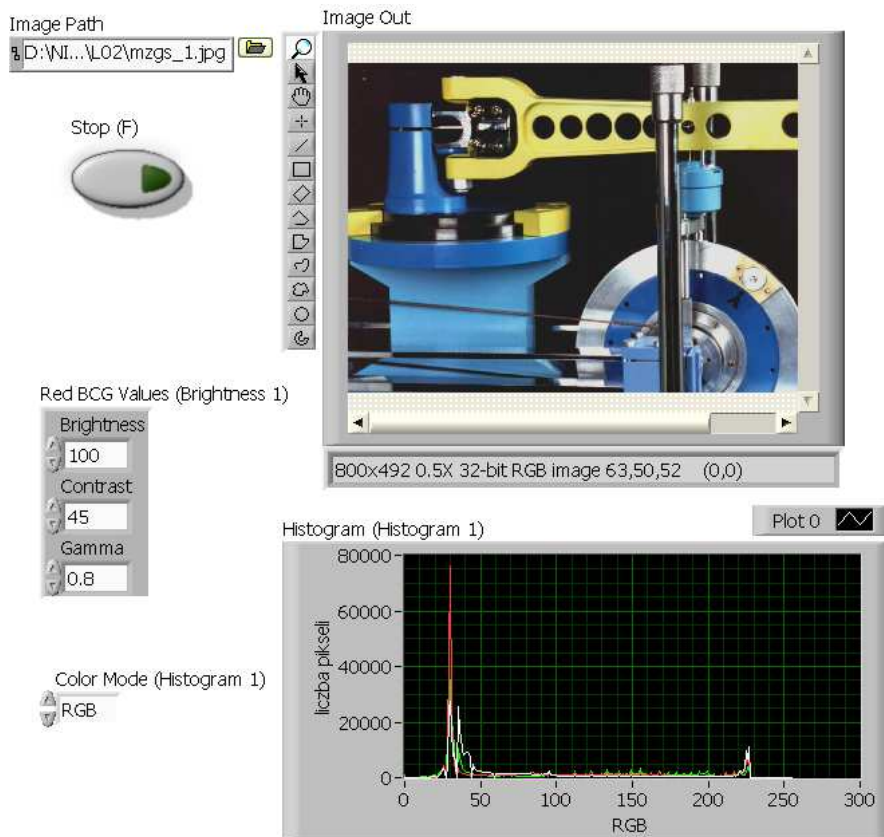 Image Path
D:\NI...\L02\mzgs_1.jpg
Image Out
Stop (F)
Red BCG Values (Brightness 1)
Brightness
100
Contrast
45
Gamma
0.8
800x492 0.5X 32-bit RGB image 63,50,52 (0,0)
Color Mode (Histogram 1)
RGB
Histogram (Histogram 1)
Plot 0
80000
60000
40000
20000
0
liczba pikseli
0 50 100 150 200 250 300
RGB